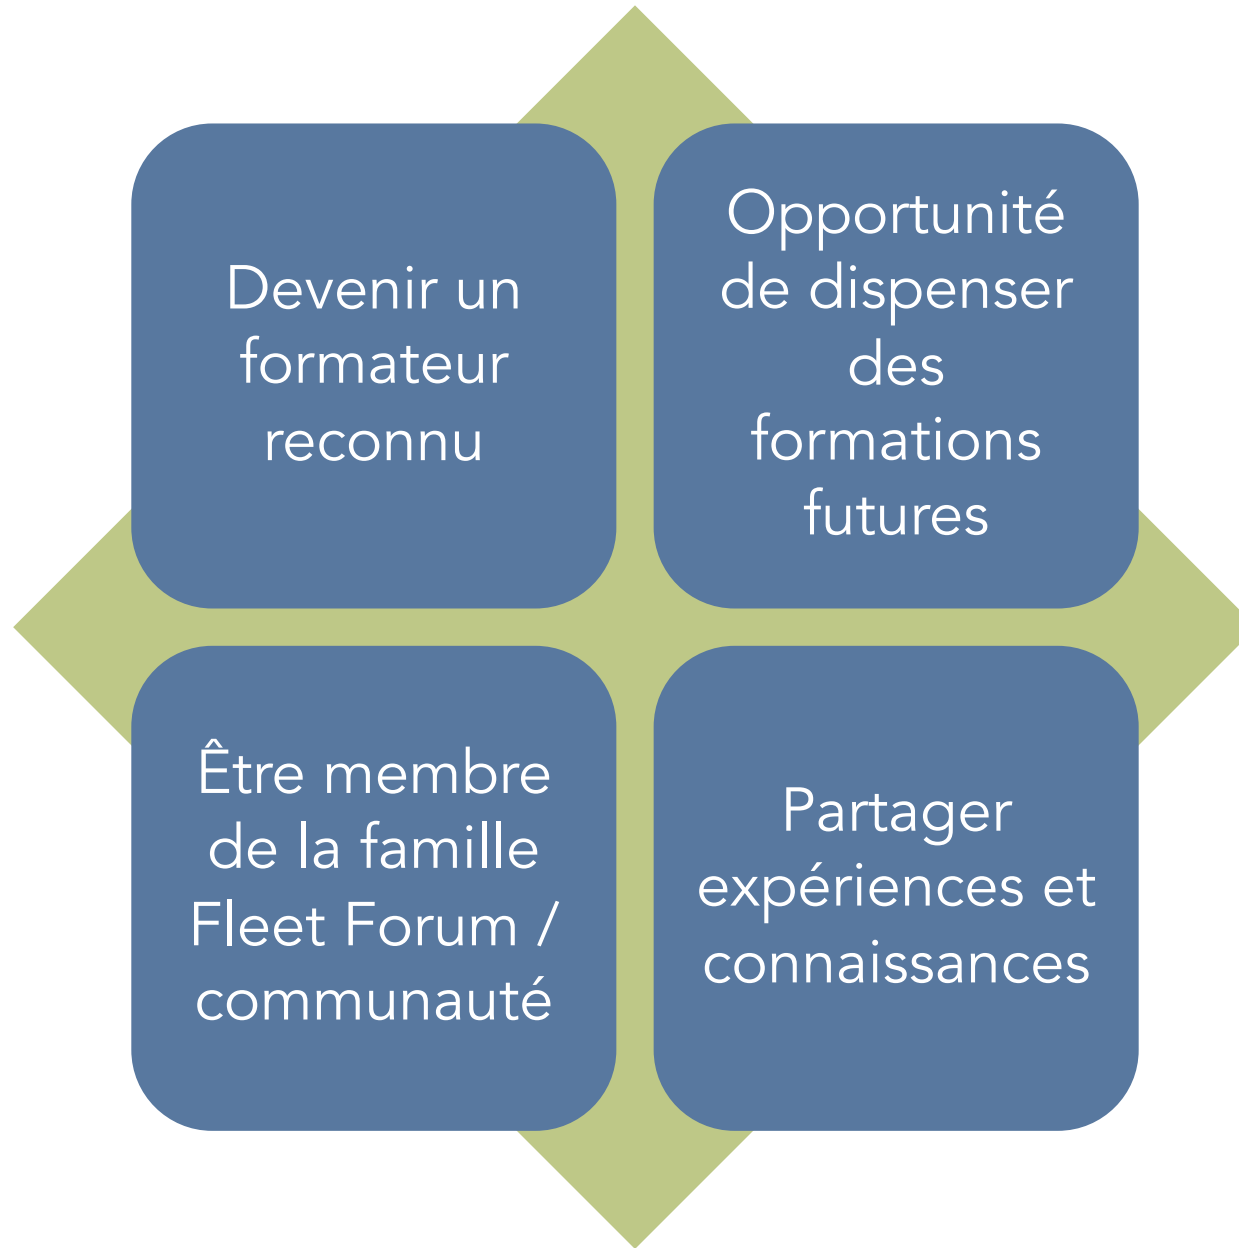 Devenir un
formateur
reconnu
Opportunité
de dispenser
des
formations
futures
Être membre
de la famille
Fleet Forum /
communauté
Partager
expériences et
connaissances